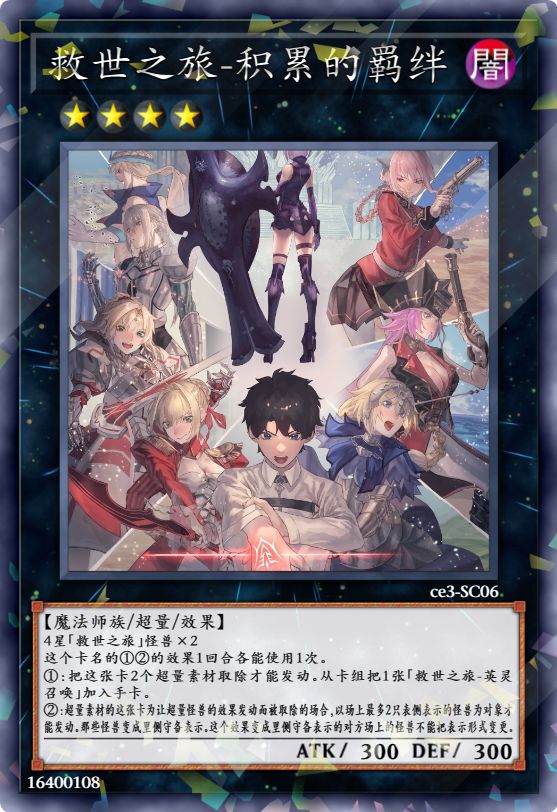 救世之旅-积累的羁绊
闇
ce3-SC06
【魔法师族/超量/效果】
4星「救世之旅」怪兽×2
这个卡名的①②的效果1回合各能使用1次。
①:把这张卡2个超量素材取除才能发动。从卡组把1张「救世之旅-英灵
召唤」加入手卡。
②:超量素材的这张卡为让超量怪兽的效果发动而被取除的场合,以场上最多2只表侧表示的怪兽为对象才
能发动。那些怪兽变成里侧守备表示。这个效果变成里侧守备表示的对方场上的怪兽不能把表示形式变更。
ATK/ 300 DEF/ 300
16400108